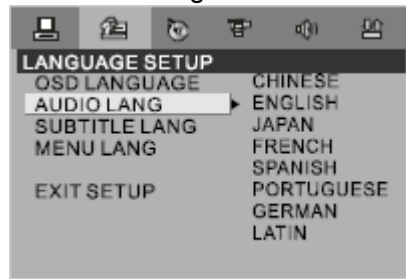 LANGUAGE SETUP
OSD LANGUAGE
AUDIO LANG
SUBTITLE LANG
MENU LANG
EXIT SETUP
CHINESE
ENGLISH
JAPAN
FRENCH
SPANISH
PORTUGUESE
GERMAN
LATIN